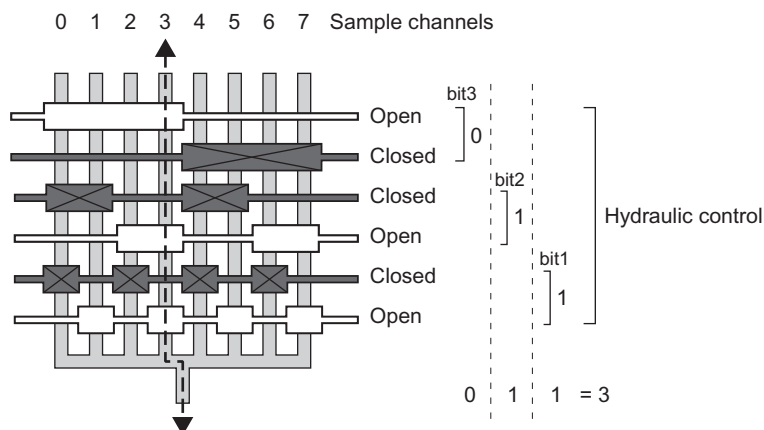 0 1 2 3 4 5 6 7 Sample channels
bit3
Open
0
Closed
bit2
Closed
1
Hydraulic control
Open
bit1
Closed
1
Open
0 1 1 = 3